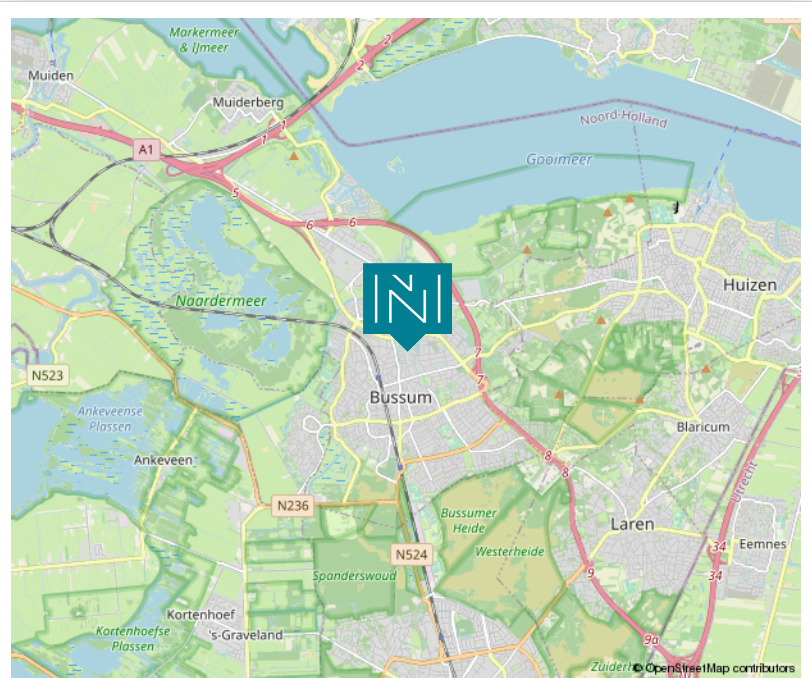 Markermeer
& IJmeer
2
2
Muiden
Muiderberg
1
1
Noord-Holland
A1
Gooimeer
5
6
6
Huizen
Naardermeer
N
7
N523
7
Bussum
Ankeveense
Plassen
Blaricum
Ankeveen
8
8
Utrecht
N236
Bussumer
Heide
Laren
Westerheide
Eemnes
N524
34
Spanderswoud
9
34
Kortenhoef
's-Graveland
Kortenhoefse
Plassen
9a
© OpenStreetMap contributors